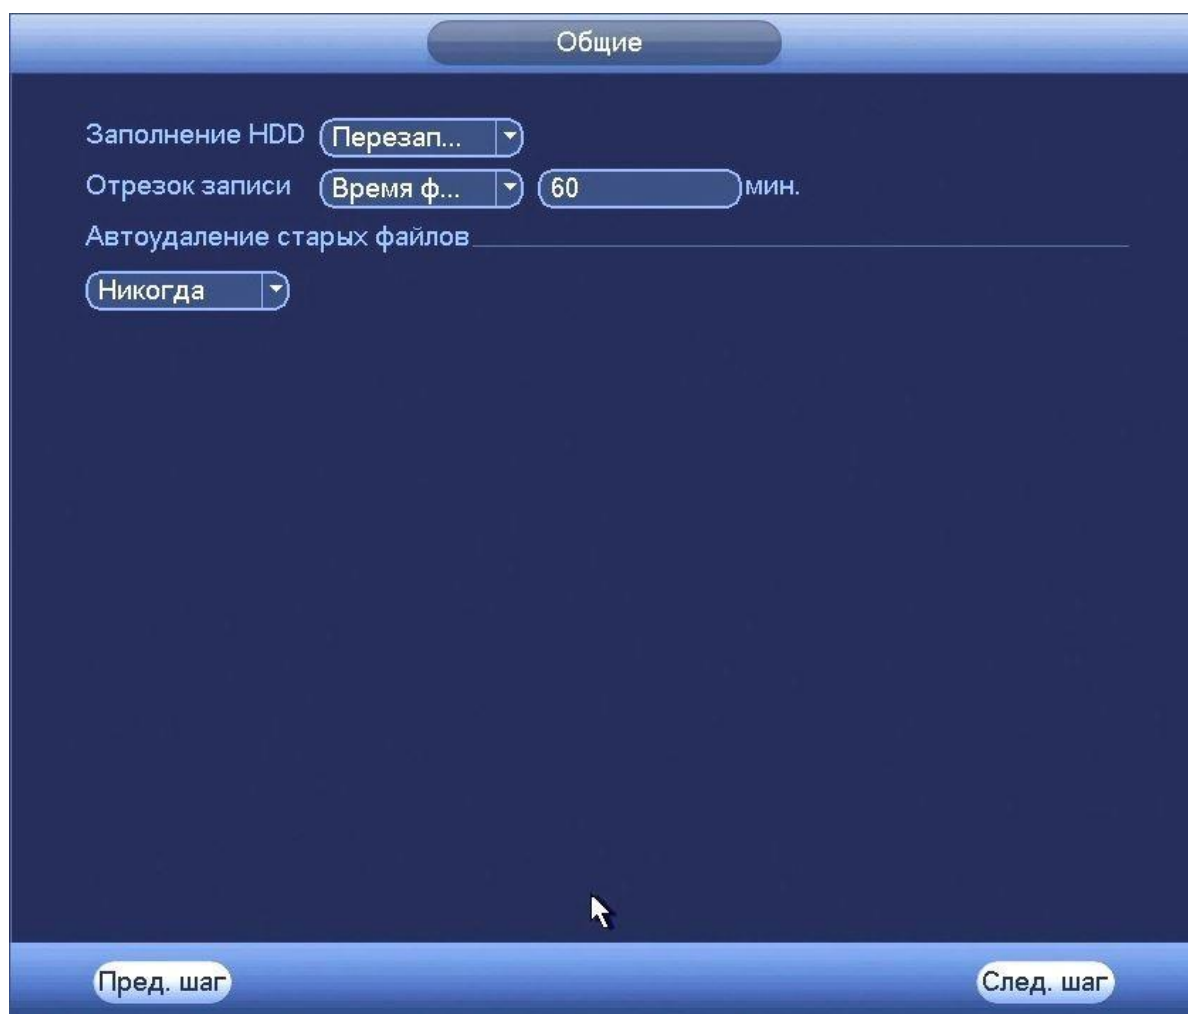 Общие
Заполнение HDD Перезап...
Отрезок записи Время ф... 60 мин.
Автоудаление старых файлов
Никогда
Пред. шаг След. шаг